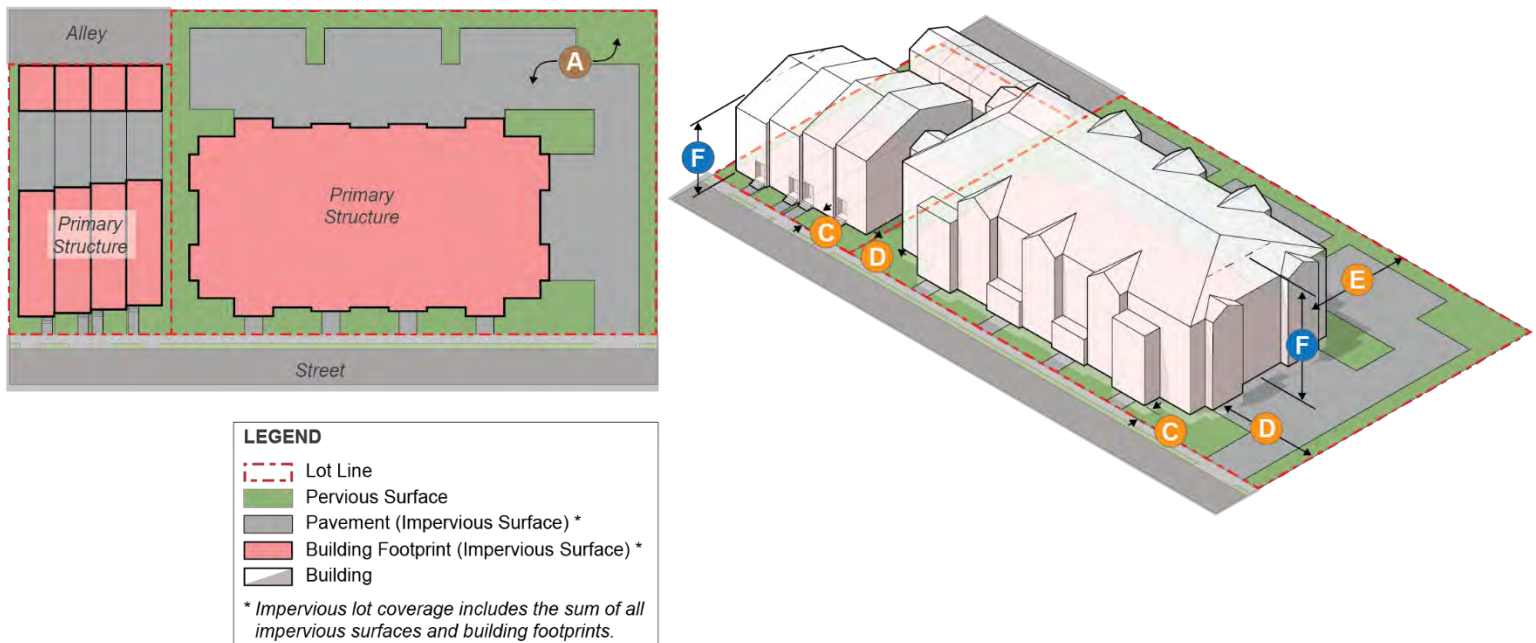 Alley
A
Primary
Structure
Primary
Structure
Street
F
C
D
E
F
C
D
LEGEND
Lot Line
Pervious Surface
Pavement (Impervious Surface) *
Building Footprint (Impervious Surface) *
Building
* Impervious lot coverage includes the sum of all
impervious surfaces and building footprints.